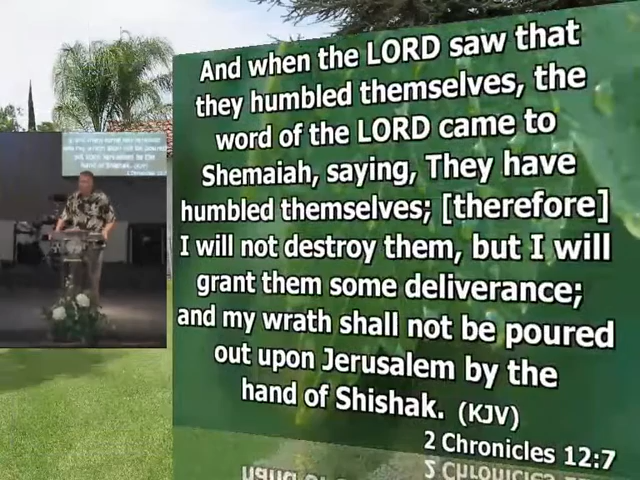 And when the LORD saw that
they humbled themselves, the
word of the LORD came to
Shemaiah, saying, They have
humbled themselves; [therefore]
I will not destroy them, but I will
grant them some deliverance;
and my wrath shall not be poured
out upon Jerusalem by the
hand of Shishak. (KJV)
2 Chronicles 12:7